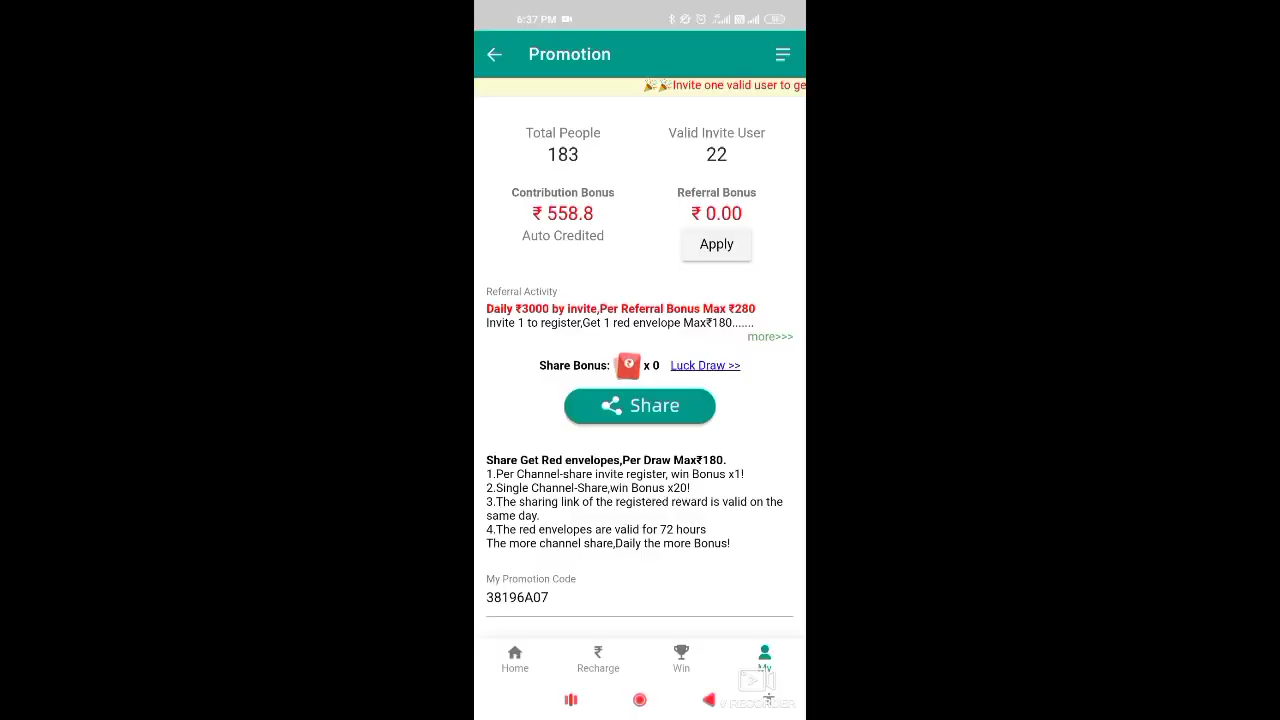 6:37 PM
Promotion
🎉🎉Invite one valid user to ge
Total People
Valid Invite User
183
22
Contribution Bonus
Referral Bonus
₹ 558.8
₹ 0.00
Auto Credited
Apply
Referral Activity
Daily ₹3000 by invite,Per Referral Bonus Max ₹280
Invite 1 to register,Get 1 red envelope Max₹180.......
more>>>
Share Bonus: x 0 Luck Draw >>
Share
Share Get Red envelopes,Per Draw Max₹180.
1.Per Channel-share invite register, win Bonus x1!
2.Single Channel-Share,win Bonus x20!
3.The sharing link of the registered reward is valid on the
same day.
4.The red envelopes are valid for 72 hours
The more channel share,Daily the more Bonus!
My Promotion Code
38196A07
Home
Recharge
Win
My